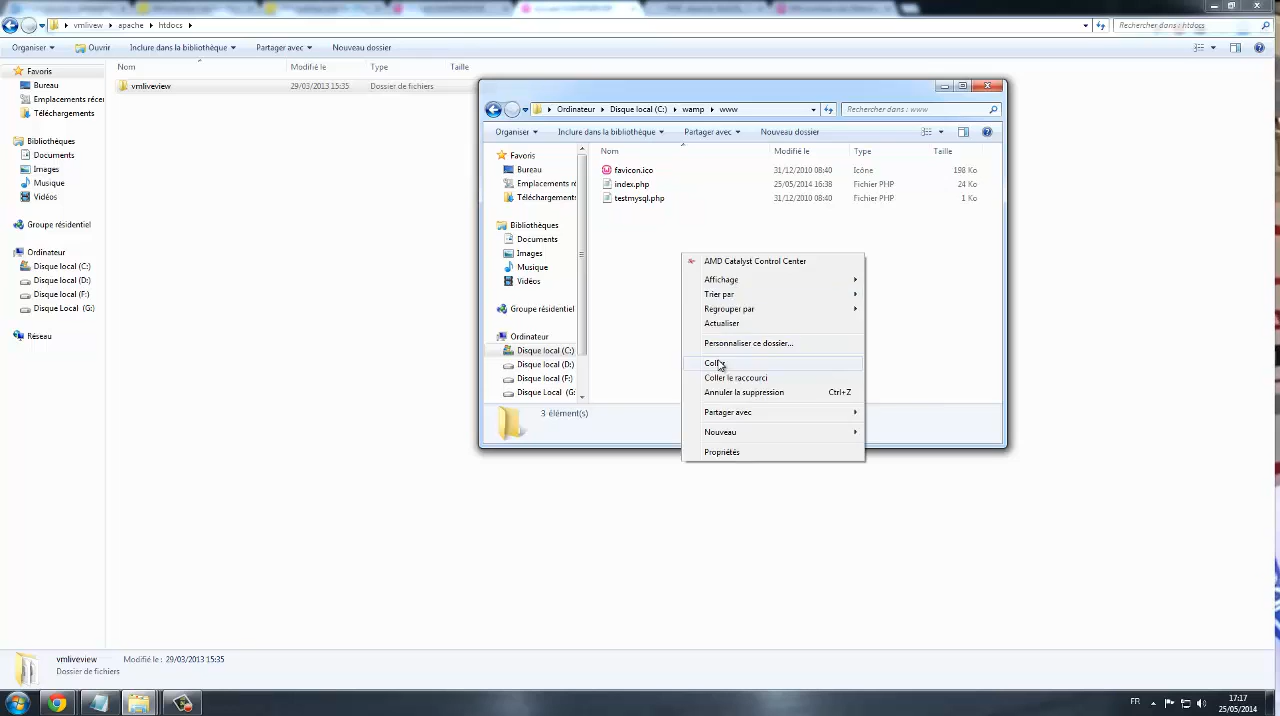 vmlivew ▸ apache ▸ htdocs ▸
Rechercher dans : htdocs
Organiser ▾ Ouvrir Inclure dans la bibliothèque ▾ Partager avec ▾ Nouveau dossier
Nom Modifié le Type Taille
vmliveview 29/03/2013 15:35 Dossier de fichiers
Favoris
Bureau
Emplacements récen
Téléchargements
Bibliothèques
Documents
Images
Musique
Vidéos
Groupe résidentiel
Ordinateur
Disque local (C:)
Disque local (D:)
Disque local (F:)
Disque Local (G:)
Réseau
Ordinateur ▸ Disque local (C:) ▸ wamp ▸ www
Rechercher dans : www
Organiser ▾ Inclure dans la bibliothèque ▾ Partager avec ▾ Nouveau dossier
Nom Modifié le Type Taille
favicon.ico 31/12/2010 08:40 Icône 198 Ko
index.php 25/05/2014 16:38 Fichier PHP 24 Ko
testmysql.php 31/12/2010 08:40 Fichier PHP 1 Ko
Favoris
Bureau
Emplacements ré
Téléchargements
Bibliothèques
Documents
Images
Musique
Vidéos
Groupe résidentiel
Ordinateur
Disque local (C:)
Disque local (D:)
Disque local (F:)
Disque Local (G:
3 élément(s)
AMD Catalyst Control Center
Affichage
Trier par
Regrouper par
Actualiser
Personnaliser ce dossier...
Coller
Coller le raccourci
Annuler la suppression Ctrl+Z
Partager avec
Nouveau
Propriétés
vmliveview Modifié le : 29/03/2013 15:35
Dossier de fichiers
FR
17:17
25/05/2014